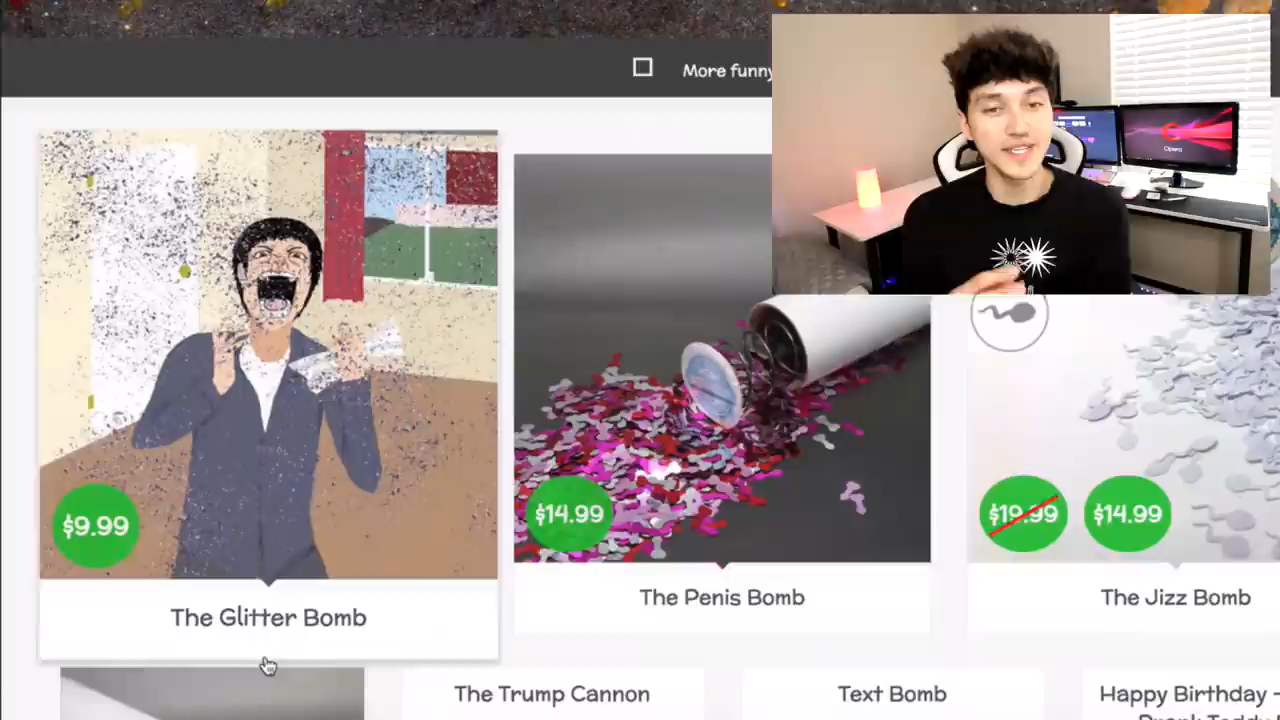 More funny
$9.99
$14.99
$19.99
$14.99
The Glitter Bomb
The Penis Bomb
The Jizz Bomb
The Trump Cannon
Text Bomb
Happy Birthday -
Opera